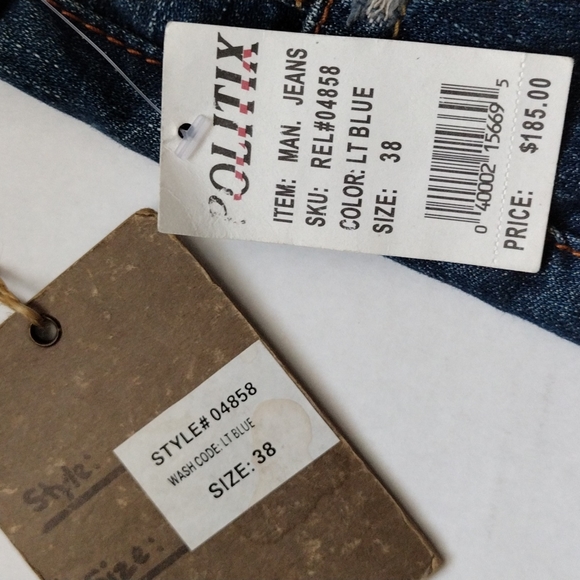 POLITIX
ITEM: MAN. JEANS
SKU: REL#04858
COLOR: LT BLUE
SIZE: 38
0 40002 15669 5
PRICE: $185.00
STYLE# 04858
WASH CODE: LT BLUE
SIZE: 38
Style:
Size: